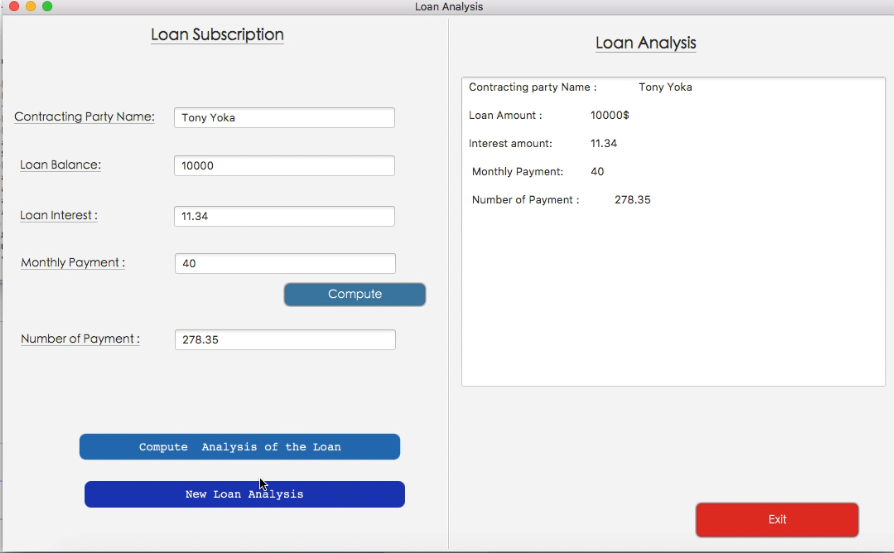 Loan Analysis
Loan Subscription
Contracting Party Name: Tony Yoka
Loan Balance: 10000
Loan Interest : 11.34
Monthly Payment : 40
Compute
Number of Payment : 278.35
Compute Analysis of the Loan
New Loan Analysis
Loan Analysis
Contracting party Name : Tony Yoka
Loan Amount : 10000$
Interest amount: 11.34
Monthly Payment: 40
Number of Payment : 278.35
Exit